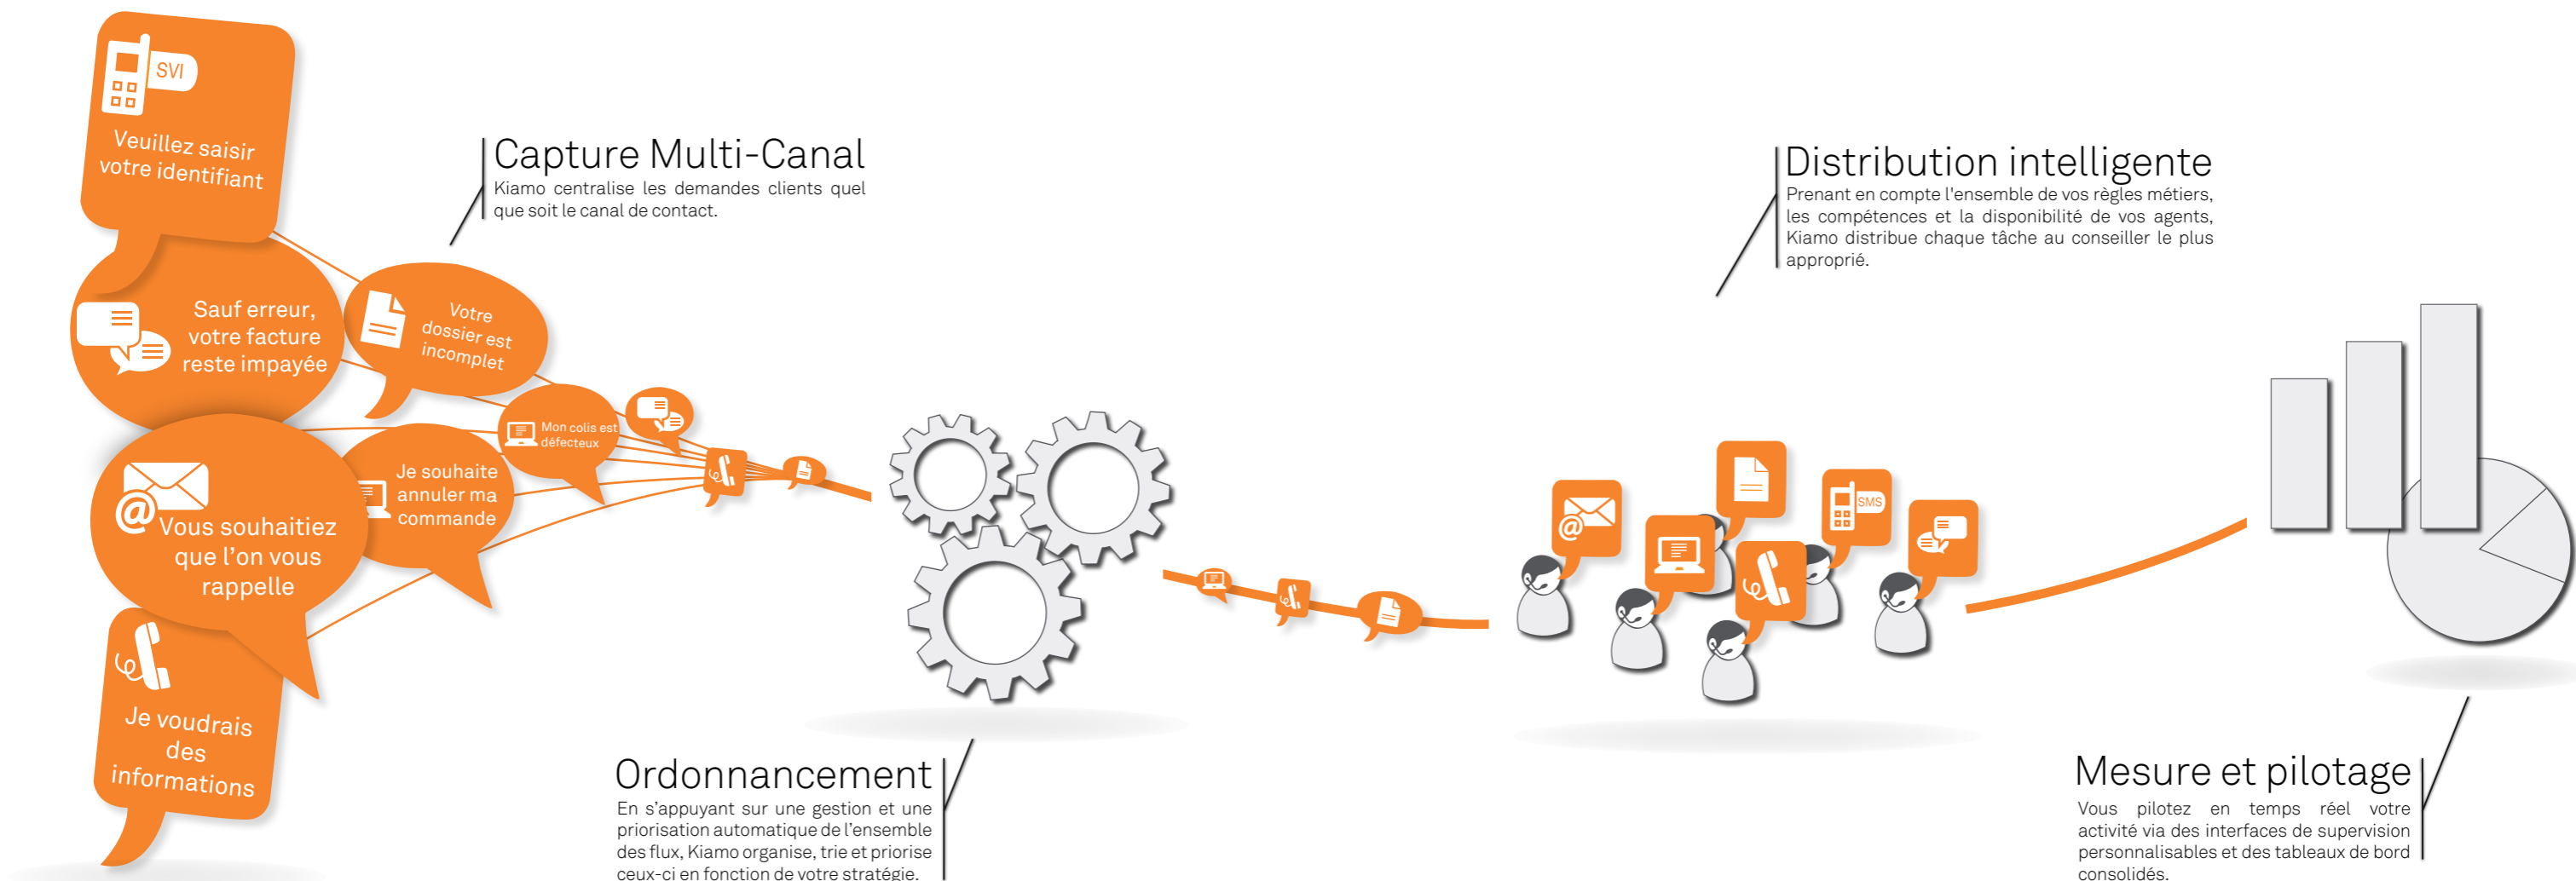 SVI
Veuillez saisir
votre identifiant
Sauf erreur,
votre facture
reste impayée
Votre
dossier est
incomplet
Mon colis est
défecteux
Je souhaite
annuler ma
commande
@
Vous souhaitiez
que l'on vous
rappelle
Je voudrais
des
informations
Capture Multi-Canal
Kiamo centralise les demandes clients quel
que soit le canal de contact.
Ordonnancement
En s'appuyant sur une gestion et une
priorisation automatique de l'ensemble
des flux, Kiamo organise, trie et priorise
ceux-ci en fonction de votre stratégie.
Distribution intelligente
Prenant en compte l'ensemble de vos règles métiers,
les compétences et la disponibilité de vos agents,
Kiamo distribue chaque tâche au conseiller le plus
approprié.
@
SMS
Mesure et pilotage
Vous pilotez en temps réel votre
activité via des interfaces de supervision
personnalisables et des tableaux de bord
consolidés.